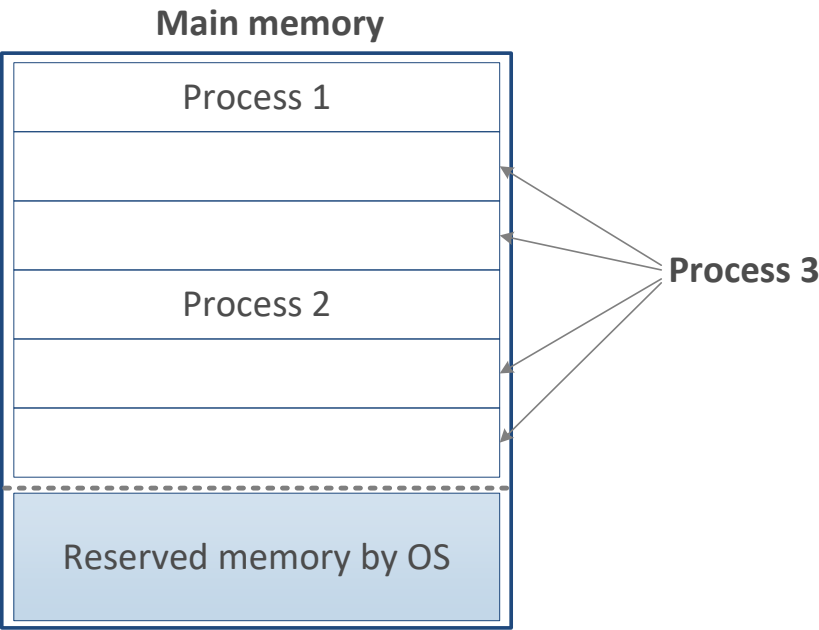 Main memory
Process 1
Process 3
Process 2
Reserved memory by OS